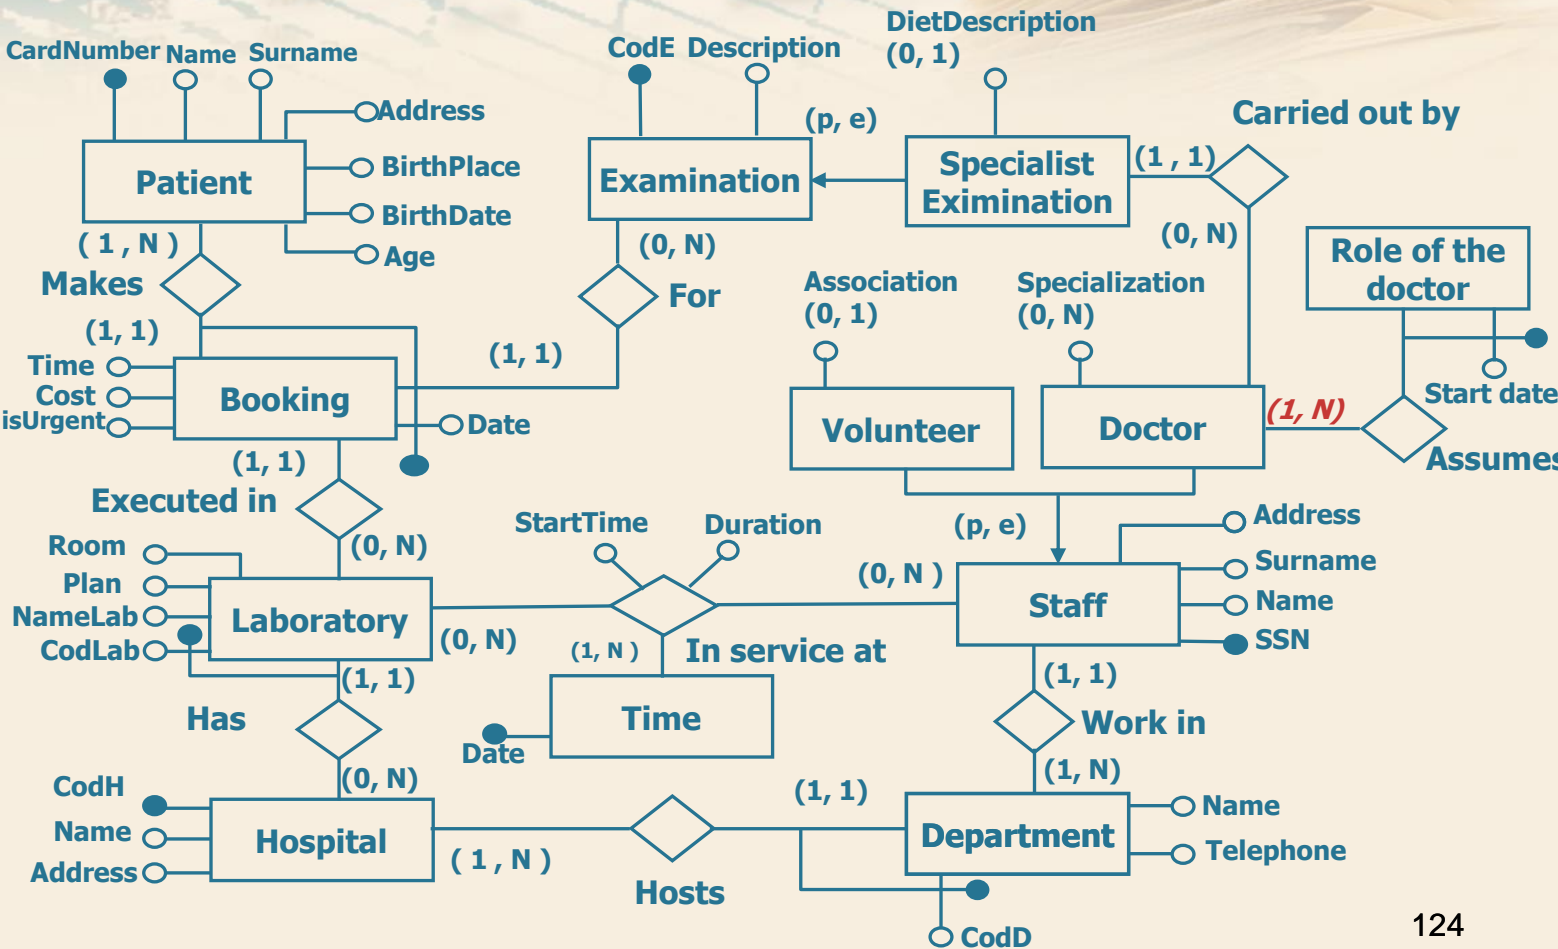 DietDescription
(0, 1)
CardNumber Name Surname
CodE Description
Address
(p, e)
Carried out by
Patient
BirthPlace
Examination
Specialist
Eximination
(1 , 1)
BirthDate
( 1 , N )
(0, N)
(0, N)
Age
Role of the
doctor
Makes
For
Association
(0, 1)
Specialization
(0, N)
(1, 1)
(1, 1)
Time
Cost
isUrgent
Booking
Date
Volunteer
Doctor
(1, N)
Start date
Assumes
(1, 1)
Executed in
StartTime
Duration
(p, e)
Address
Room
(0, N)
(0, N )
Surname
Plan
Name
NameLab
Laboratory
Staff
CodLab
(0, N)
(1, N )
In service at
SSN
(1, 1)
(1, 1)
Has
Time
Work in
Date
(0, N)
(1, N)
CodH
(1, 1)
Name
Name
Hospital
Department
Address
( 1 , N )
Telephone
Hosts
CodD
124